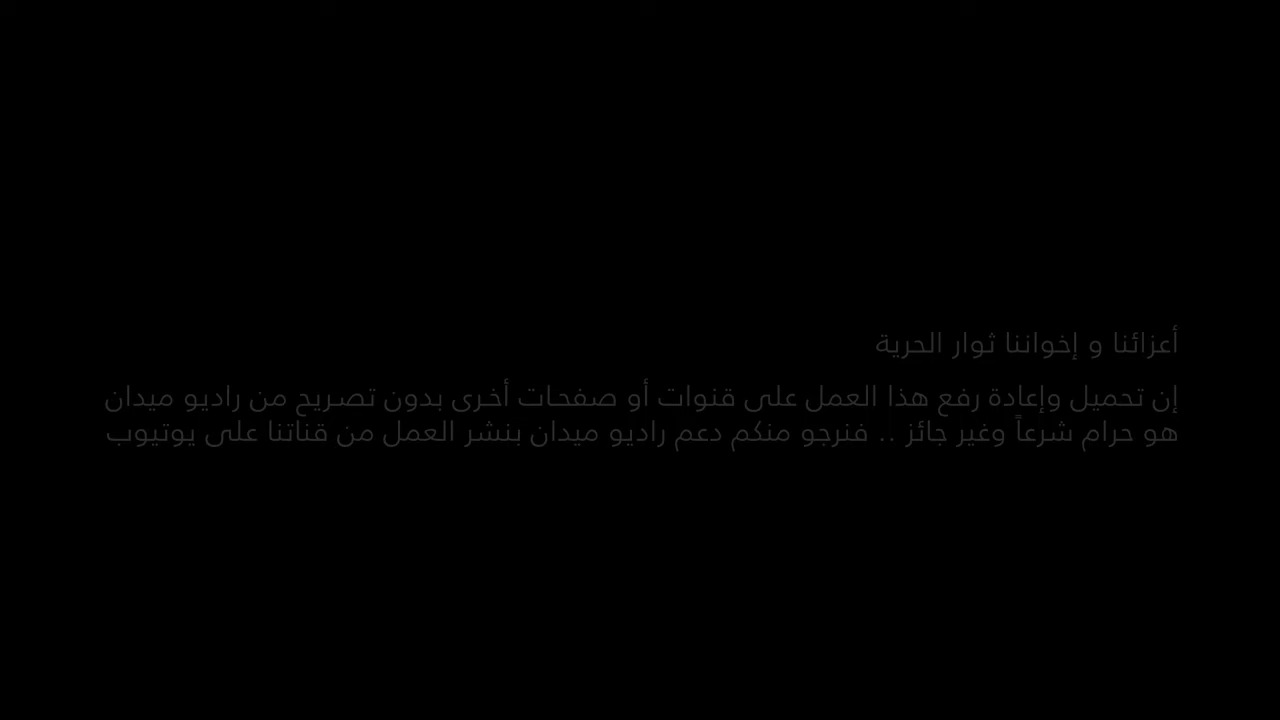 أعزائنا و إخواننا ثوار الحرية
إن تحميل وإعادة رفع هذا العمل على قنوات أو صفحات أخرى بدون تصريح من راديو ميدان
هو حرام شرعاً وغير جائز .. فنرجو منكم دعم راديو ميدان بنشر العمل من قناتنا على يوتيوب